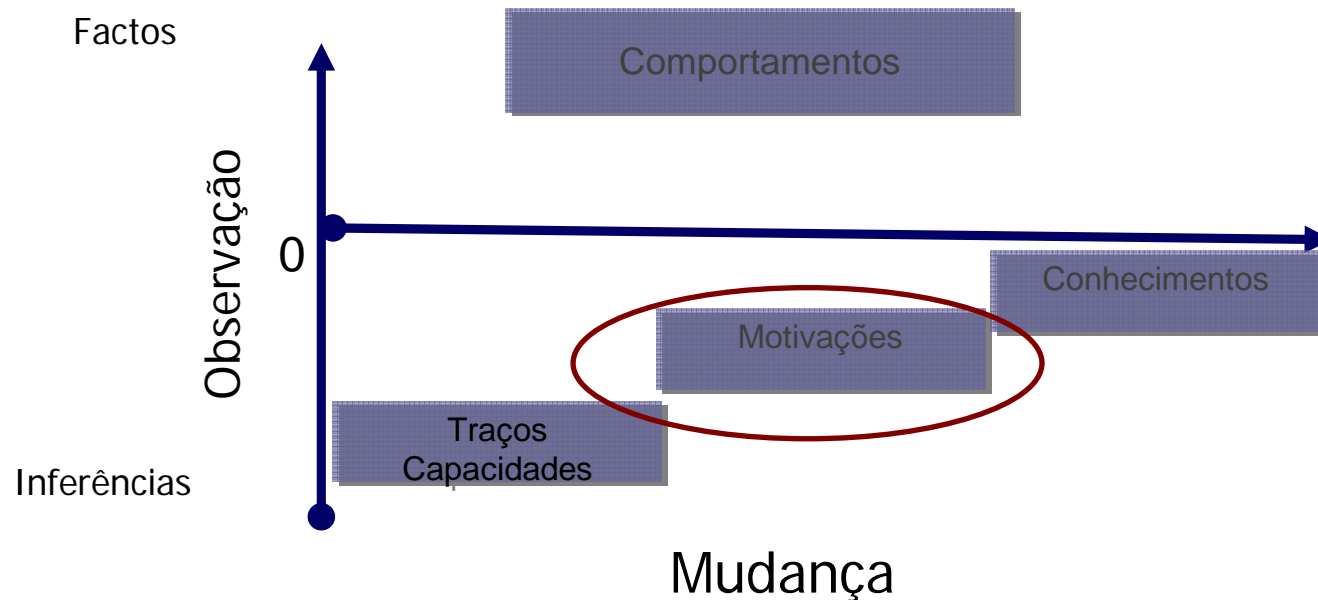 Factos
Comportamentos
Observação
0
Conhecimentos
Motivações
Traços
Capacidades
Inferências
Mudança